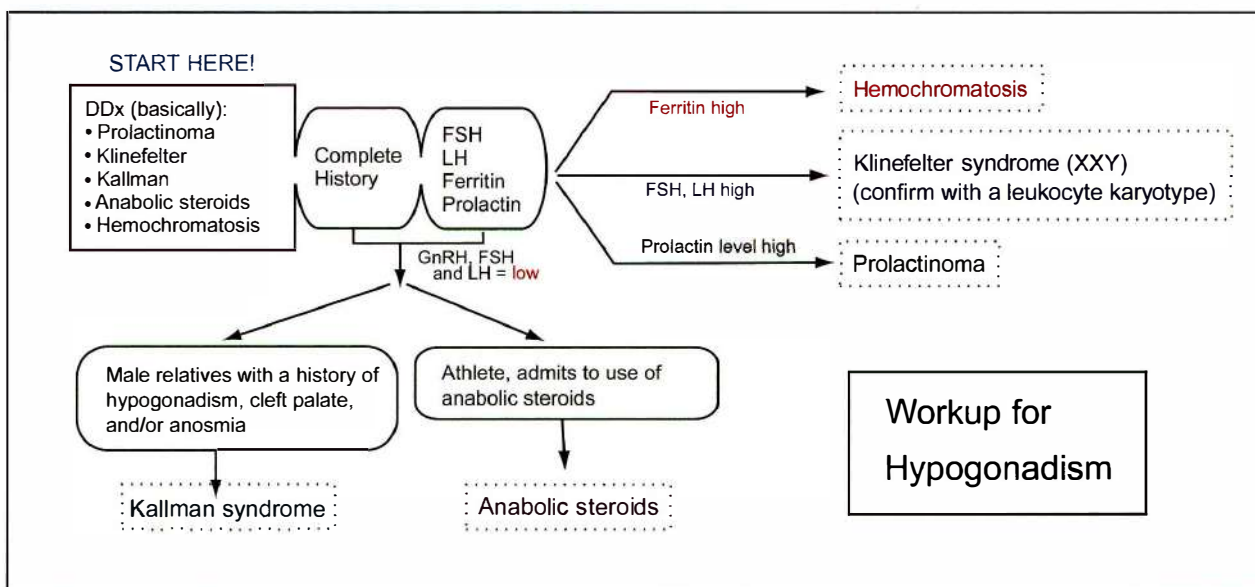 START HERE!
DDx (basically):
• Prolactinoma
• Klinefelter
• Kallman
• Anabolic steroids
• Hemochromatosis
Complete
History
FSH
LH
Ferritin
Prolactin
Ferritin high
Hemochromatosis
FSH, LH high
Klinefelter syndrome (XXY)
(confirm with a leukocyte karyotype)
Prolactin level high
Prolactinoma
GnRH, FSH
and LH = low
Male relatives with a history of
hypogonadism, cleft palate,
and/or anosmia
Kallman syndrome
Athlete, admits to use of
anabolic steroids
Anabolic steroids
Workup for
Hypogonadism